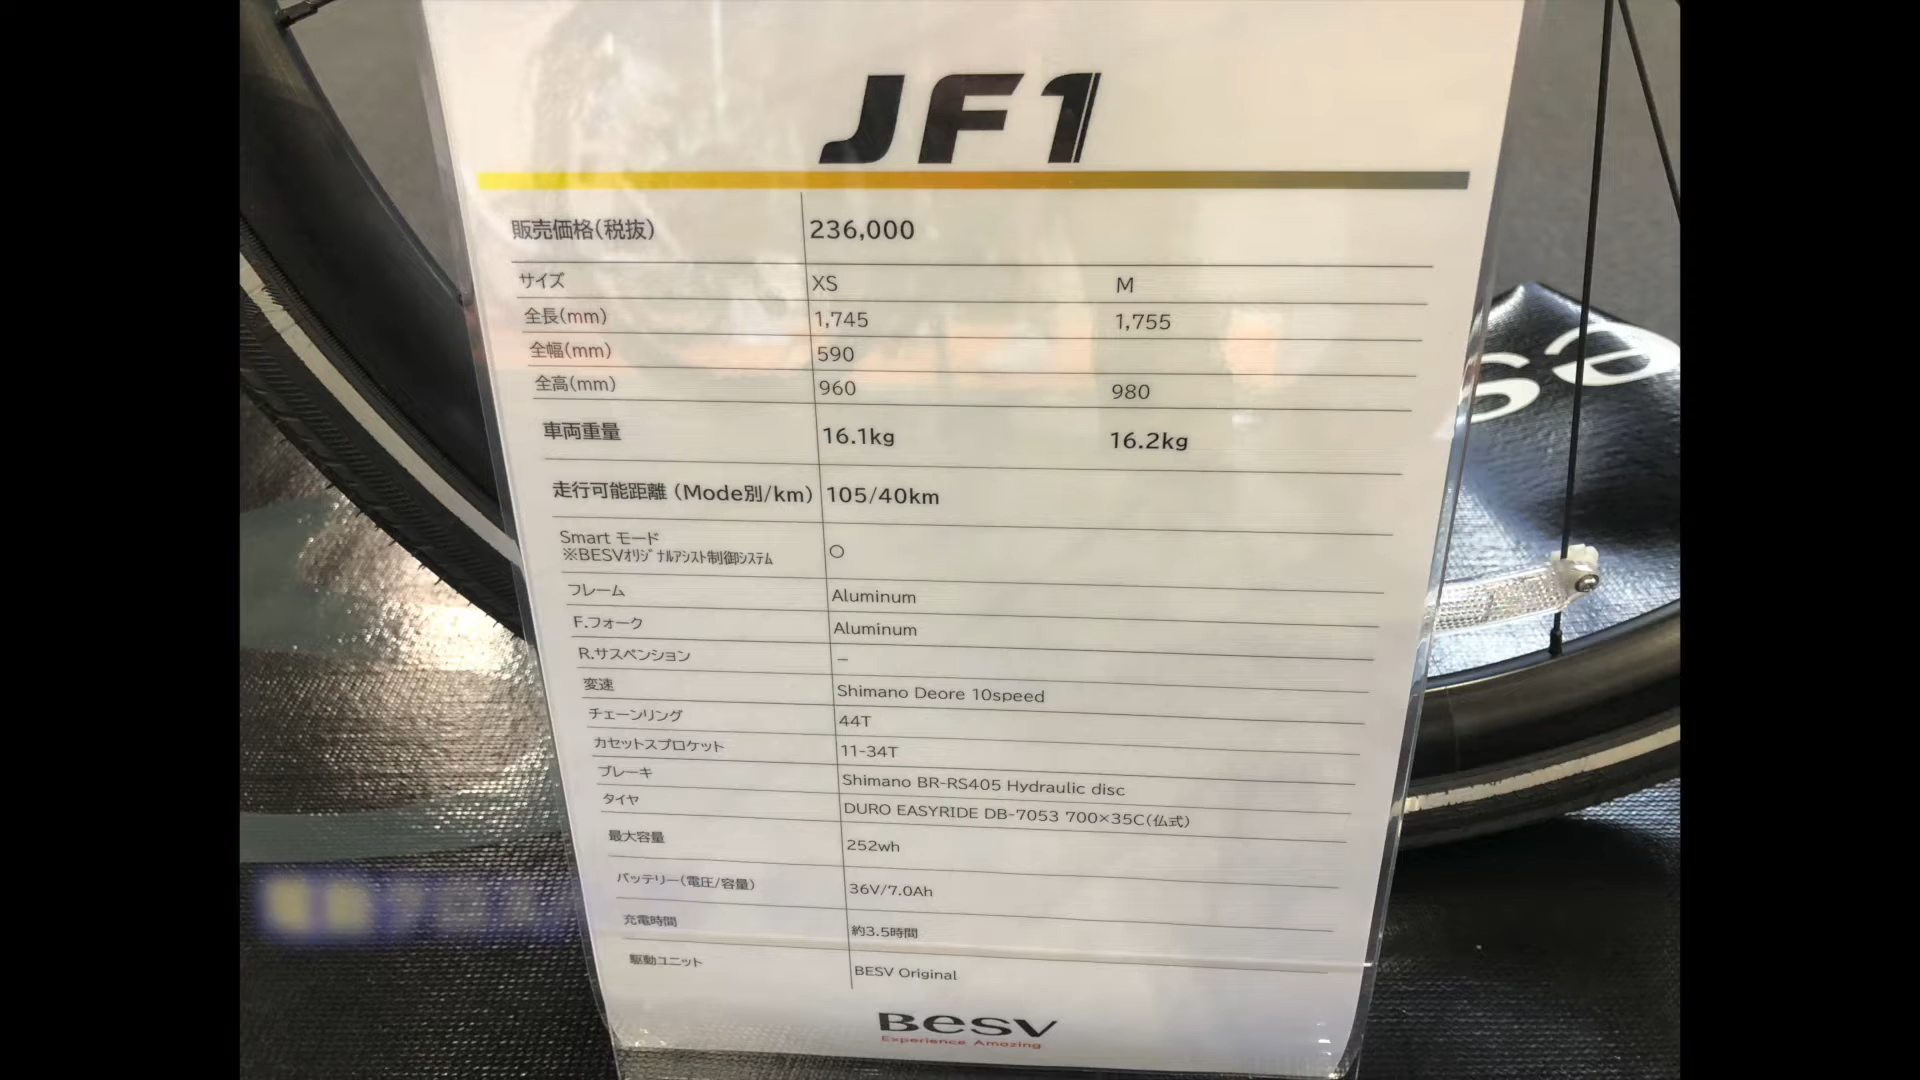 JF1
販売価格(税抜) 236,000
サイズ XS M
全長(mm) 1,745 1,755
全幅(mm) 590
全高(mm) 960 980
車両重量 16.1kg 16.2kg
走行可能距離 (Mode別/km) 105/40km
Smart モード ○
※BESVｵﾘｼﾞﾅﾙｱｼｽﾄ制御ｼｽﾃﾑ
フレーム Aluminum
F.フォーク Aluminum
R.サスペンション –
変速 Shimano Deore 10speed
チェーンリング 44T
カセットスプロケット 11-34T
ブレーキ Shimano BR-RS405 Hydraulic disc
タイヤ DURO EASYRIDE DB-7053 700×35C(仏式)
最大容量 252wh
バッテリー(電圧/容量) 36V/7.0Ah
充電時間 約3.5時間
駆動ユニット BESV Original
BESV
Experience Amazing